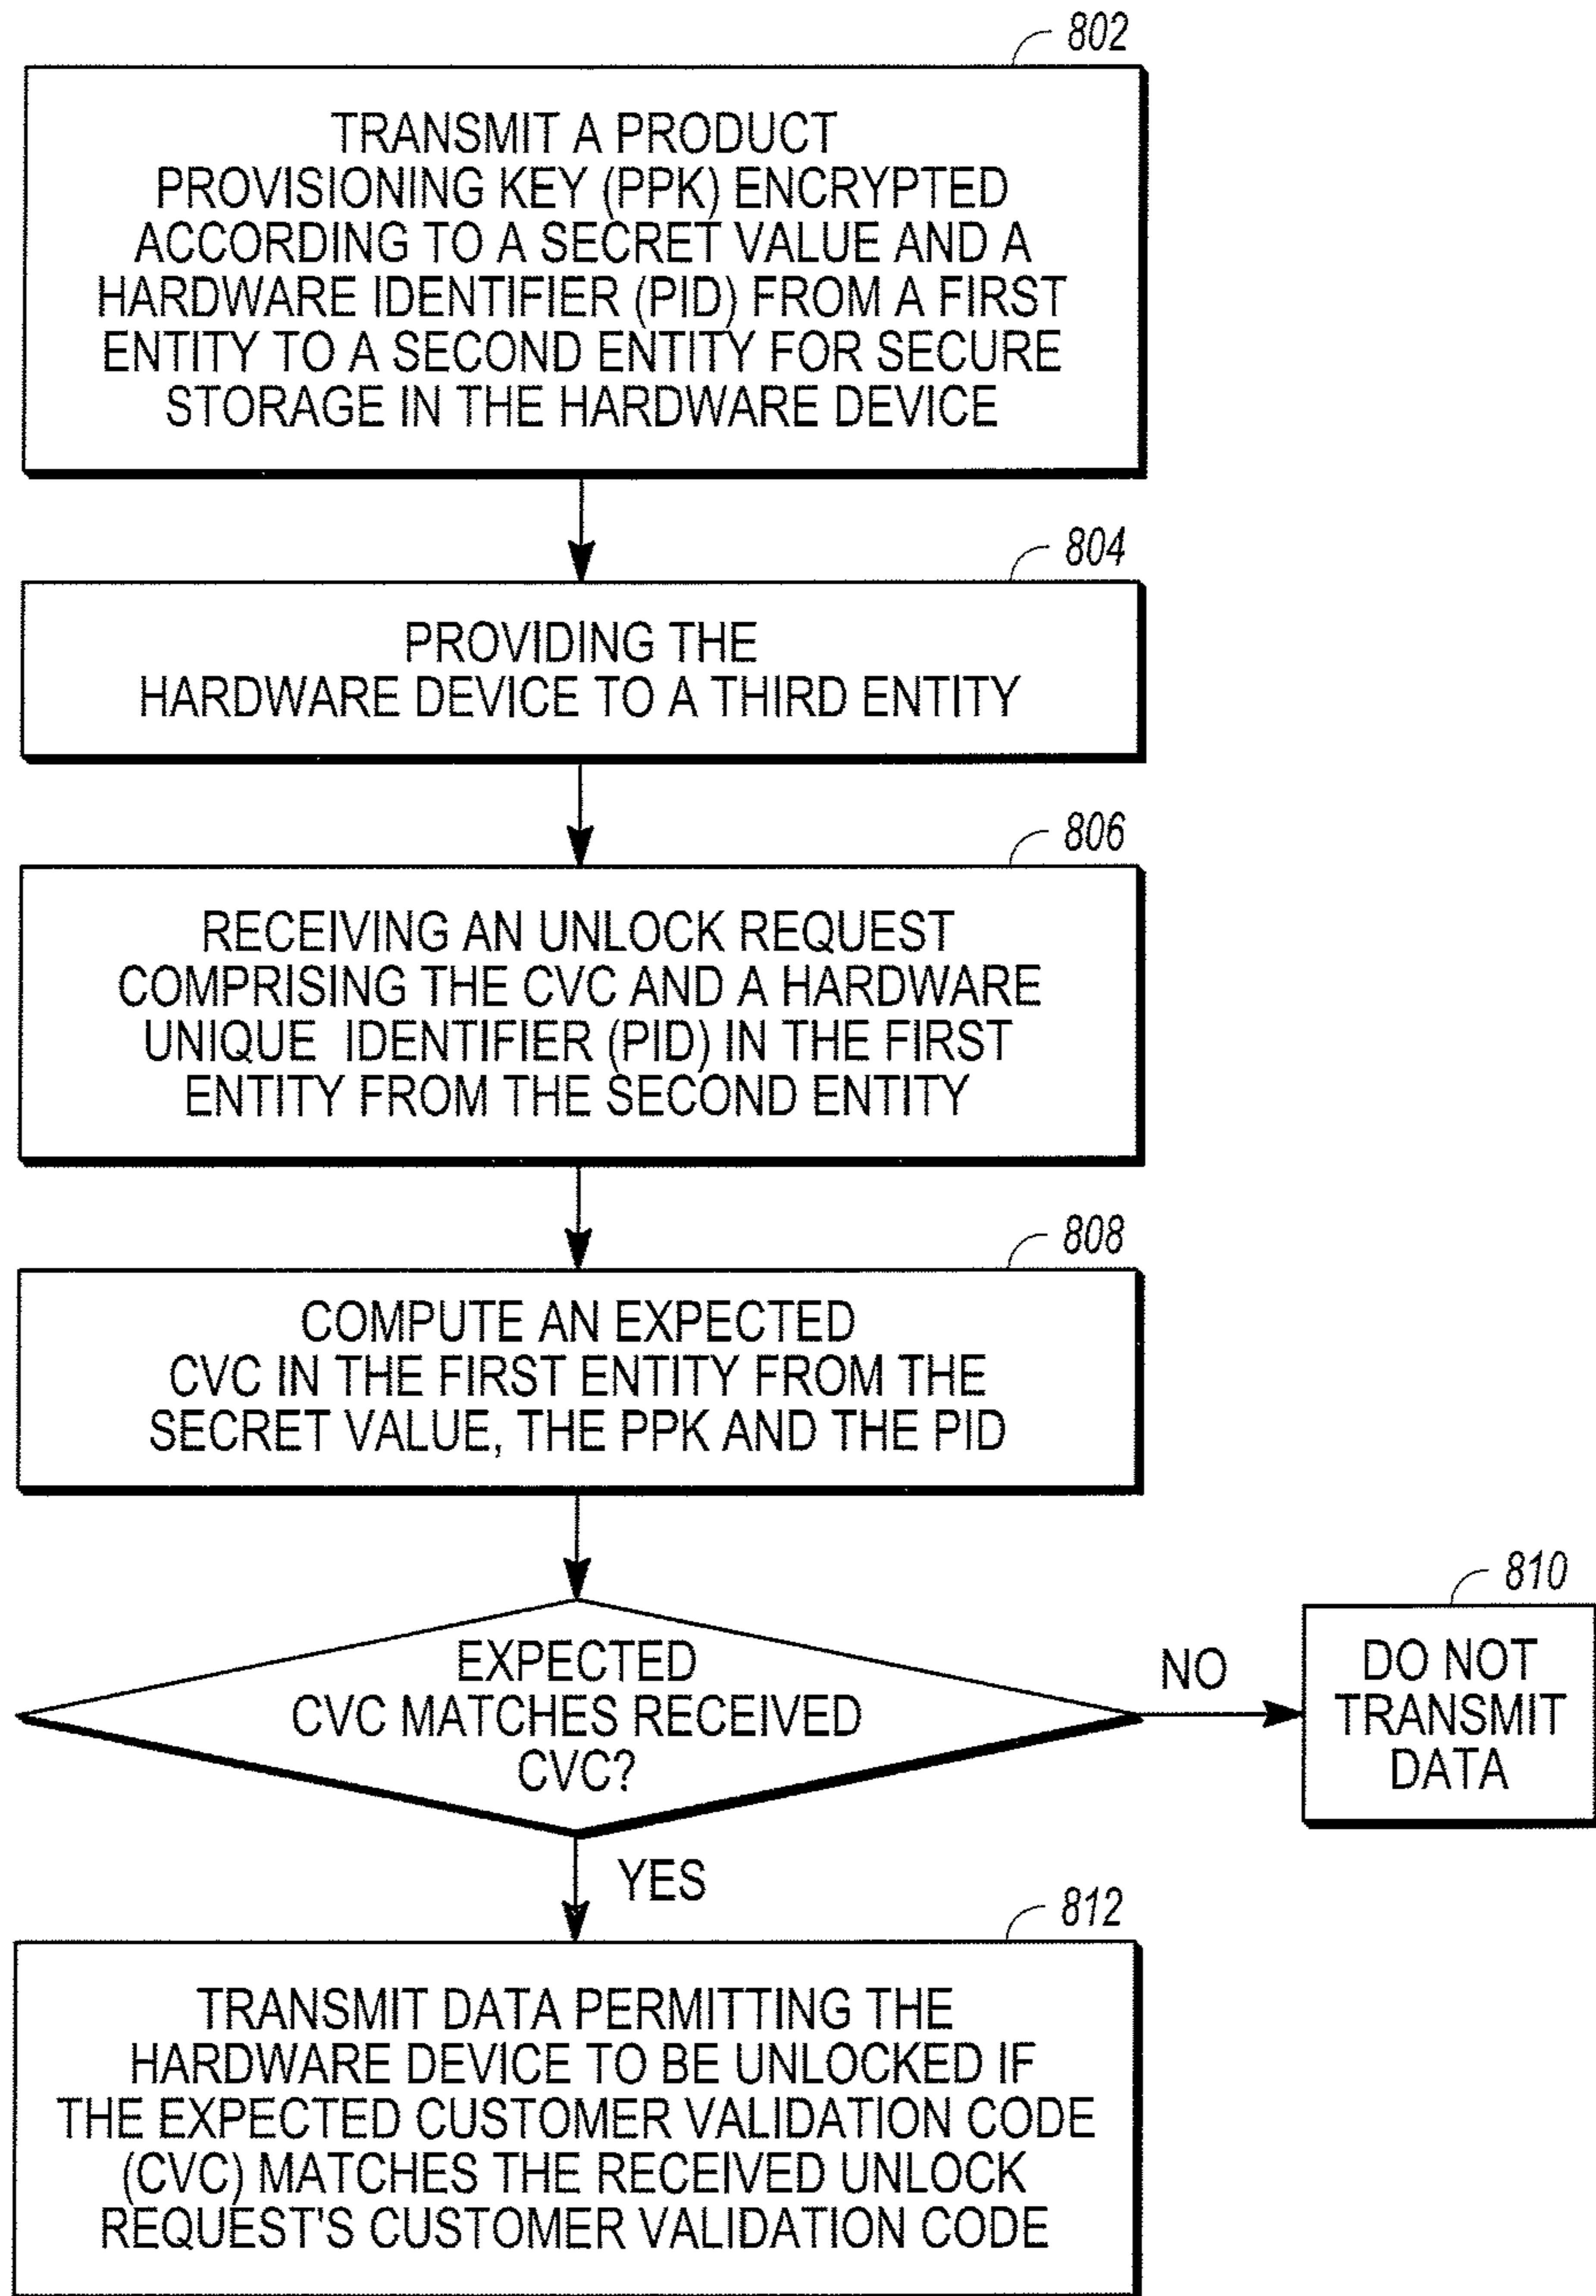 802
TRANSMIT A PRODUCT
PROVISIONING KEY (PPK) ENCRYPTED
ACCORDING TO A SECRET VALUE AND A
HARDWARE IDENTIFIER (PID) FROM A FIRST
ENTITY TO A SECOND ENTITY FOR SECURE
STORAGE IN THE HARDWARE DEVICE
804
PROVIDING THE
HARDWARE DEVICE TO A THIRD ENTITY
806
RECEIVING AN UNLOCK REQUEST
COMPRISING THE CVC AND A HARDWARE
UNIQUE IDENTIFIER (PID) IN THE FIRST
ENTITY FROM THE SECOND ENTITY
808
COMPUTE AN EXPECTED
CVC IN THE FIRST ENTITY FROM THE
SECRET VALUE, THE PPK AND THE PID
EXPECTED
CVC MATCHES RECEIVED
CVC?
NO
810
DO NOT
TRANSMIT
DATA
YES
812
TRANSMIT DATA PERMITTING THE
HARDWARE DEVICE TO BE UNLOCKED IF
THE EXPECTED CUSTOMER VALIDATION CODE
(CVC) MATCHES THE RECEIVED UNLOCK
REQUEST'S CUSTOMER VALIDATION CODE